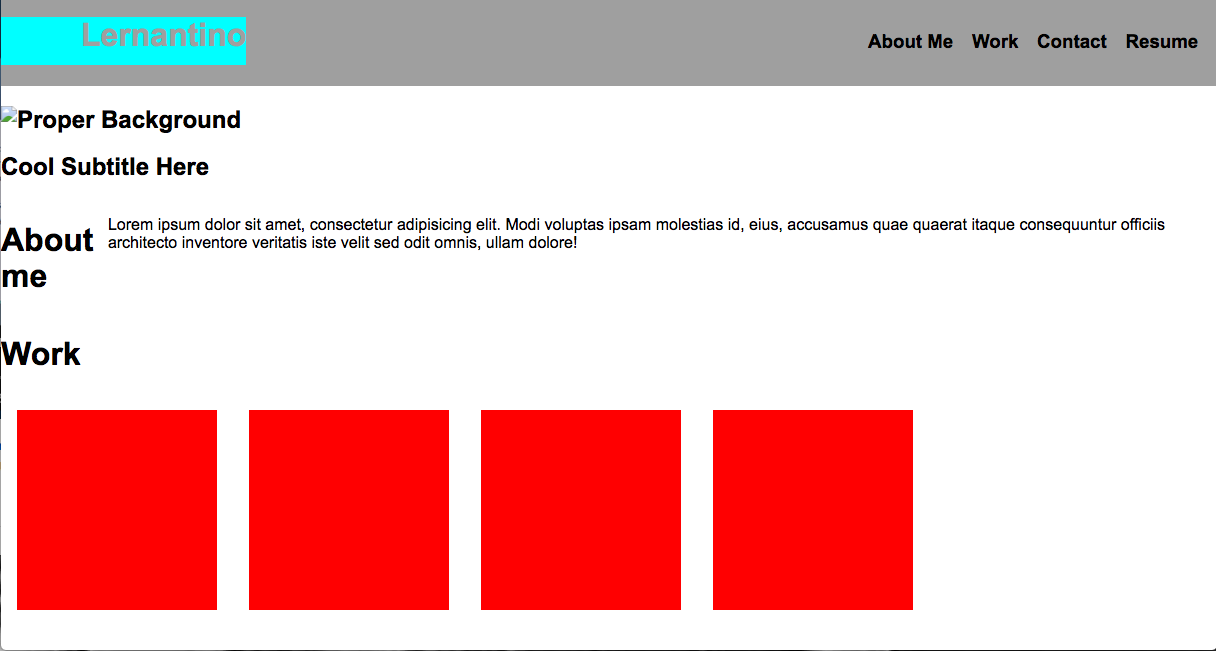 Lernantino
About Me Work Contact Resume
Proper Background
Cool Subtitle Here
About
me
Lorem ipsum dolor sit amet, consectetur adipisicing elit. Modi voluptas ipsam molestias id, eius, accusamus quae quaerat itaque consequuntur officiis
architecto inventore veritatis iste velit sed odit omnis, ullam dolore!
Work